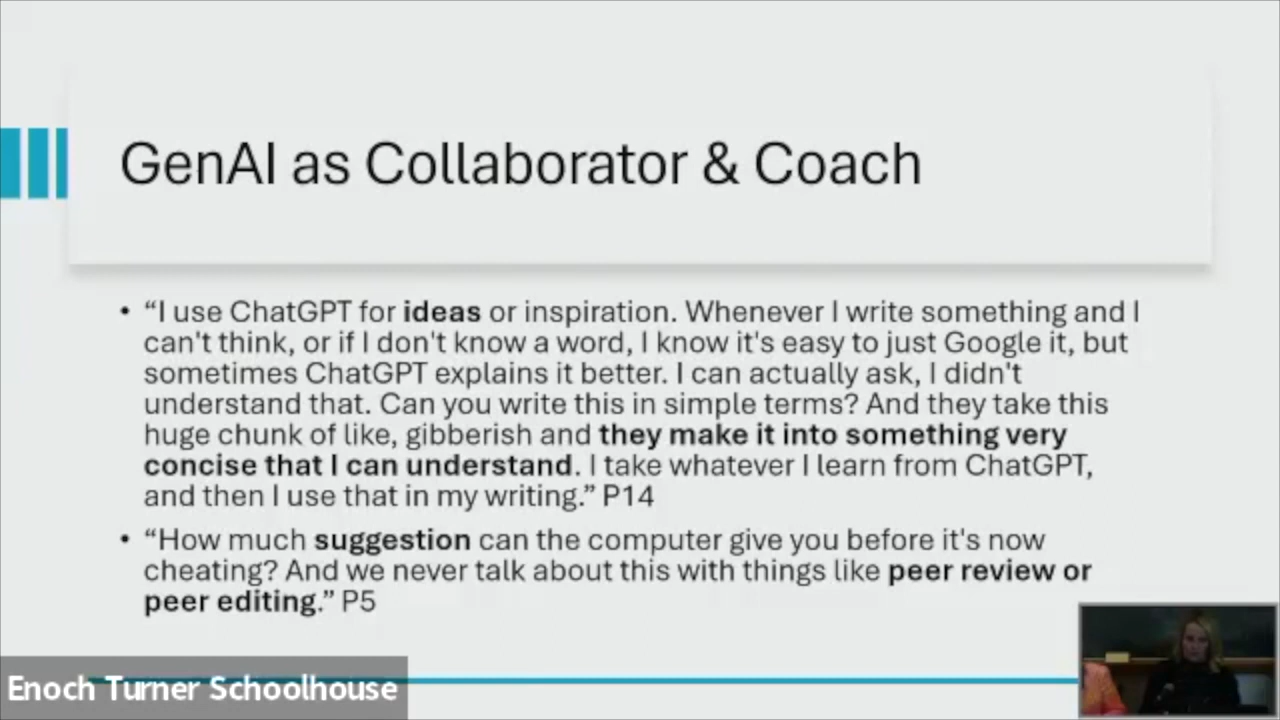 GenAI as Collaborator & Coach
• “I use ChatGPT for ideas or inspiration. Whenever I write something and I
can't think, or if I don't know a word, I know it's easy to just Google it, but
sometimes ChatGPT explains it better. I can actually ask, I didn't
understand that. Can you write this in simple terms? And they take this
huge chunk of like, gibberish and they make it into something very
concise that I can understand. I take whatever I learn from ChatGPT,
and then I use that in my writing.” P14
• “How much suggestion can the computer give you before it's now
cheating? And we never talk about this with things like peer review or
peer editing.” P5
Enoch Turner Schoolhouse